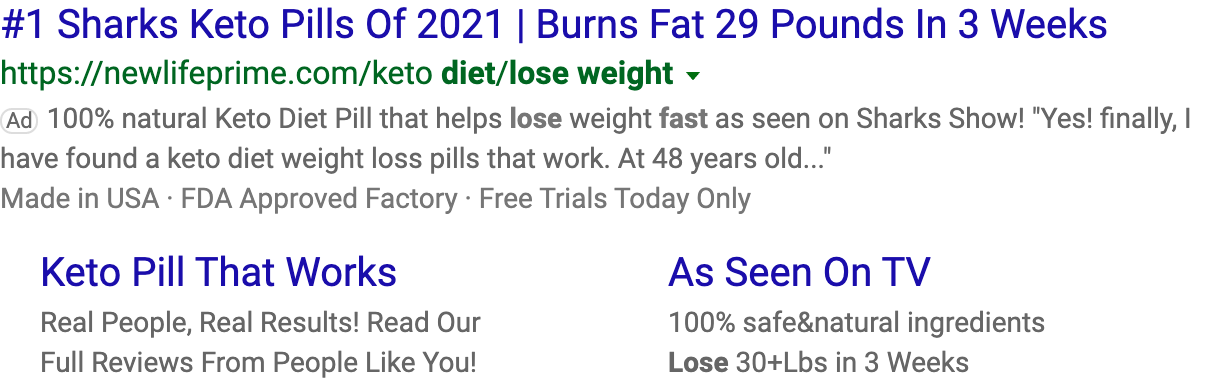 #1 Sharks Keto Pills Of 2021 | Burns Fat 29 Pounds In 3 Weeks
https://newlifeprime.com/keto diet/lose weight
Ad 100% natural Keto Diet Pill that helps lose weight fast as seen on Sharks Show! "Yes! finally, I
have found a keto diet weight loss pills that work. At 48 years old..."
Made in USA · FDA Approved Factory · Free Trials Today Only
Keto Pill That Works
Real People, Real Results! Read Our
Full Reviews From People Like You!
As Seen On TV
100% safe&natural ingredients
Lose 30+Lbs in 3 Weeks